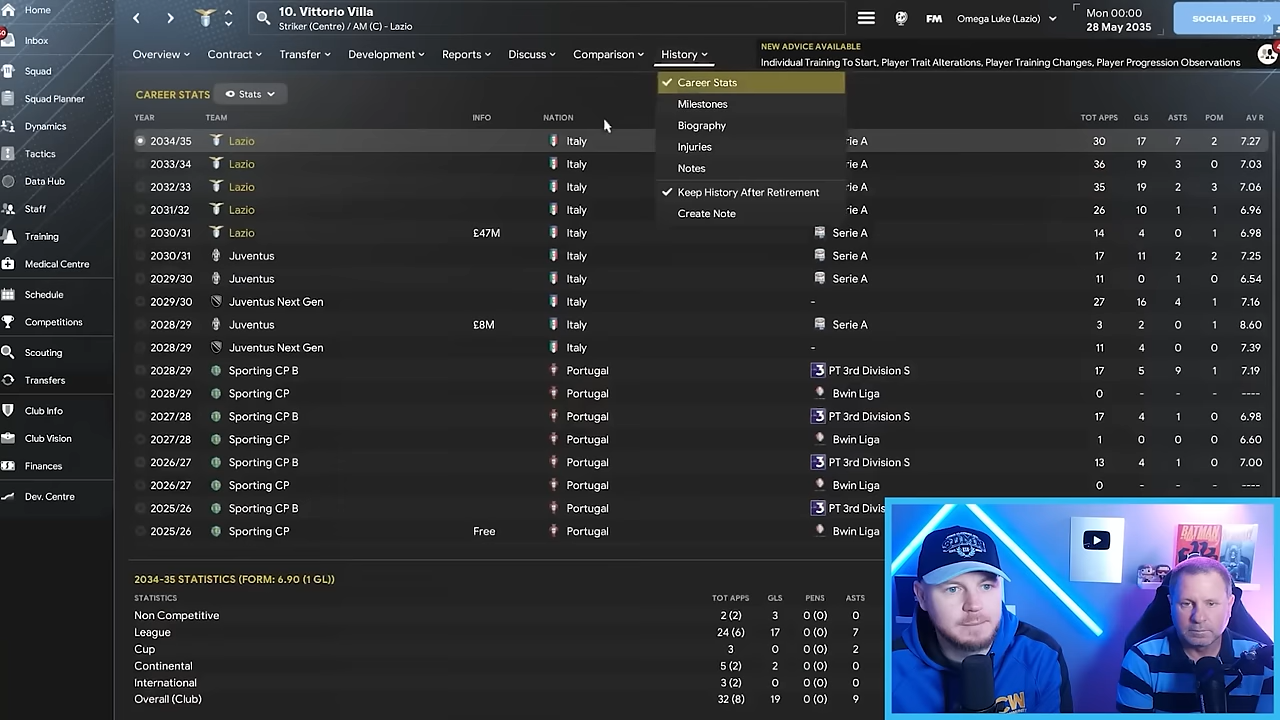 Home
Inbox
Squad
Squad Planner
Dynamics
Tactics
Data Hub
Staff
Training
Medical Centre
Schedule
Competitions
Scouting
Transfers
Club Info
Club Vision
Finances
Dev. Centre
10. Vittorio Villa
Striker (Centre) / AM (C) - Lazio
FM
Omega Luke (Lazio)
Mon 00:00
28 May 2035
SOCIAL FEED
Overview Contract Transfer Development Reports Discuss Comparison History
NEW ADVICE AVAILABLE
Individual Training To Start, Player Trait Alterations, Player Training Changes, Player Progression Observations
Career Stats
Milestones
Biography
Injuries
Notes
Keep History After Retirement
Create Note
CAREER STATS Stats
YEAR TEAM INFO NATION TOT APPS GLS ASTS POM AV R
2034/35 Lazio Italy rie A 30 17 7 2 7.27
2033/34 Lazio Italy rie A 36 19 3 0 7.03
2032/33 Lazio Italy rie A 35 19 2 3 7.06
2031/32 Lazio Italy rie A 26 10 1 1 6.96
2030/31 Lazio £47M Italy Serie A 14 4 0 1 6.98
2030/31 Juventus Italy Serie A 17 11 2 2 7.25
2029/30 Juventus Italy Serie A 11 0 1 0 6.54
2029/30 Juventus Next Gen Italy - 27 16 4 1 7.16
2028/29 Juventus £8M Italy Serie A 3 2 0 1 8.60
2028/29 Juventus Next Gen Italy - 11 4 0 0 7.39
2028/29 Sporting CP B Portugal 3 PT 3rd Division S 17 5 9 1 7.19
2028/29 Sporting CP Portugal Bwin Liga 0 - - - ----
2027/28 Sporting CP B Portugal 3 PT 3rd Division S 17 4 1 0 6.98
2027/28 Sporting CP Portugal Bwin Liga 1 0 0 0 6.60
2026/27 Sporting CP B Portugal 3 PT 3rd Division S 13 4 1 0 7.00
2026/27 Sporting CP Portugal Bwin Liga 0 - - - ----
2025/26 Sporting CP B Portugal 3 PT 3rd Divis
2025/26 Sporting CP Free Portugal Bwin Liga
2034-35 STATISTICS (FORM: 6.90 (1 GL))
STATISTICS TOT APPS GLS PENS ASTS
Non Competitive 2 (2) 3 0 (0) 0
League 24 (6) 17 0 (0) 7
Cup 3 0 0 (0) 2
Continental 5 (2) 2 0 (0) 0
International 3 (2) 0 0 (0) 0
Overall (Club) 32 (8) 19 0 (0) 9
BATMAN